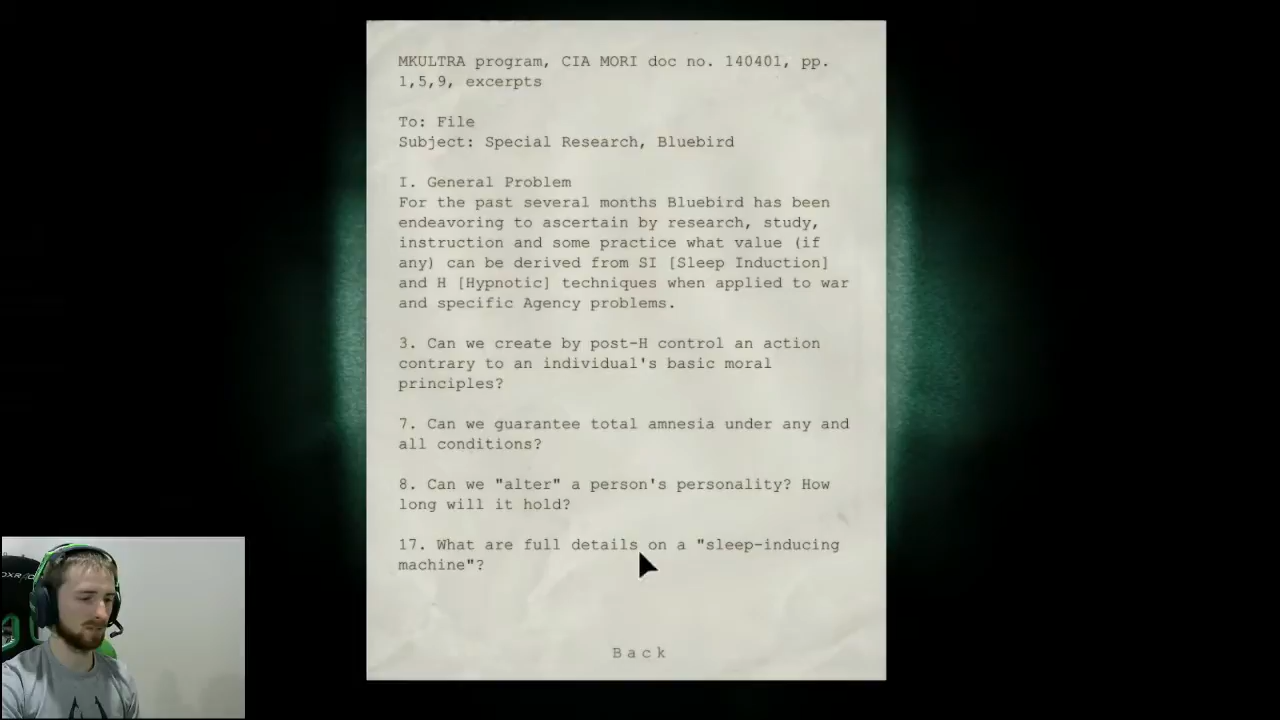 MKULTRA program, CIA MORI doc no. 140401, pp.
1,5,9, excerpts
To: File
Subject: Special Research, Bluebird
I. General Problem
For the past several months Bluebird has been
endeavoring to ascertain by research, study,
instruction and some practice what value (if
any) can be derived from SI [Sleep Induction]
and H [Hypnotic] techniques when applied to war
and specific Agency problems.
3. Can we create by post-H control an action
contrary to an individual's basic moral
principles?
7. Can we guarantee total amnesia under any and
all conditions?
8. Can we "alter" a person's personality? How
long will it hold?
17. What are full details on a "sleep-inducing
machine"?
Back